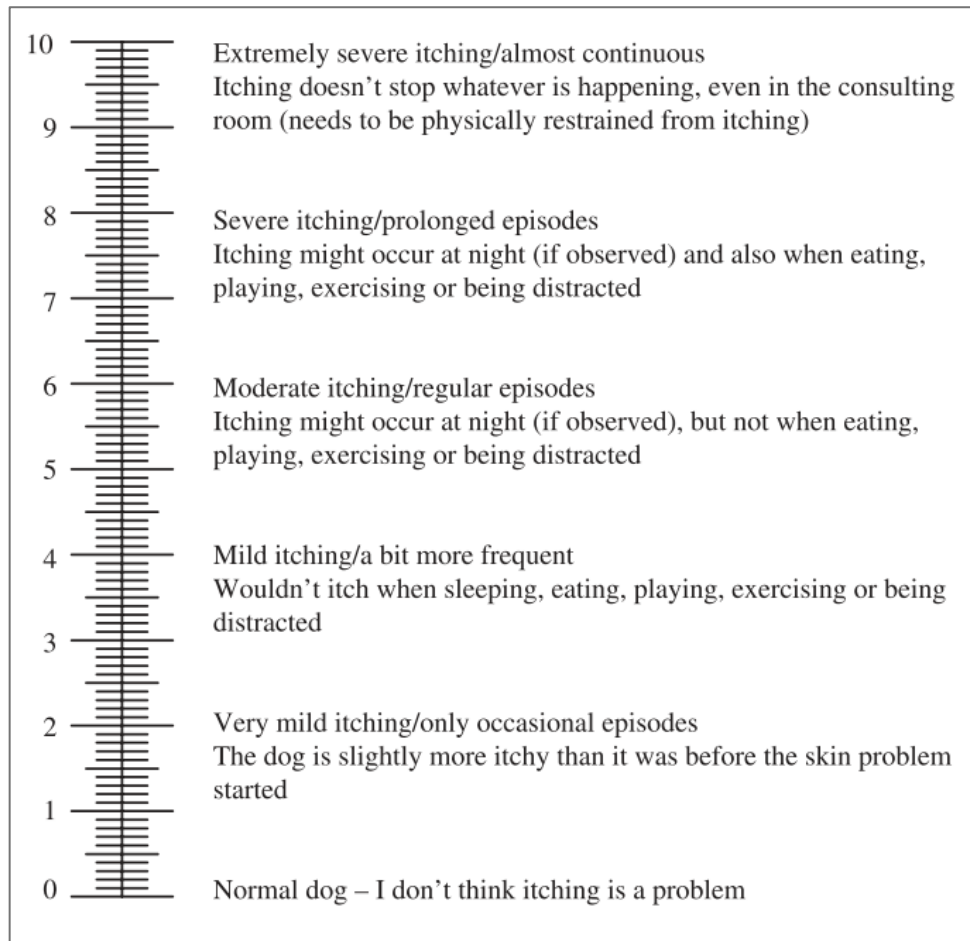 10
Extremely severe itching/almost continuous
Itching doesn’t stop whatever is happening, even in the consulting
9
room (needs to be physically restrained from itching)
8
Severe itching/prolonged episodes
Itching might occur at night (if observed) and also when eating,
7
playing, exercising or being distracted
6
Moderate itching/regular episodes
Itching might occur at night (if observed), but not when eating,
5
playing, exercising or being distracted
4
Mild itching/a bit more frequent
Wouldn’t itch when sleeping, eating, playing, exercising or being
distracted
3
2
Very mild itching/only occasional episodes
The dog is slightly more itchy than it was before the skin problem
started
1
0
Normal dog – I don’t think itching is a problem